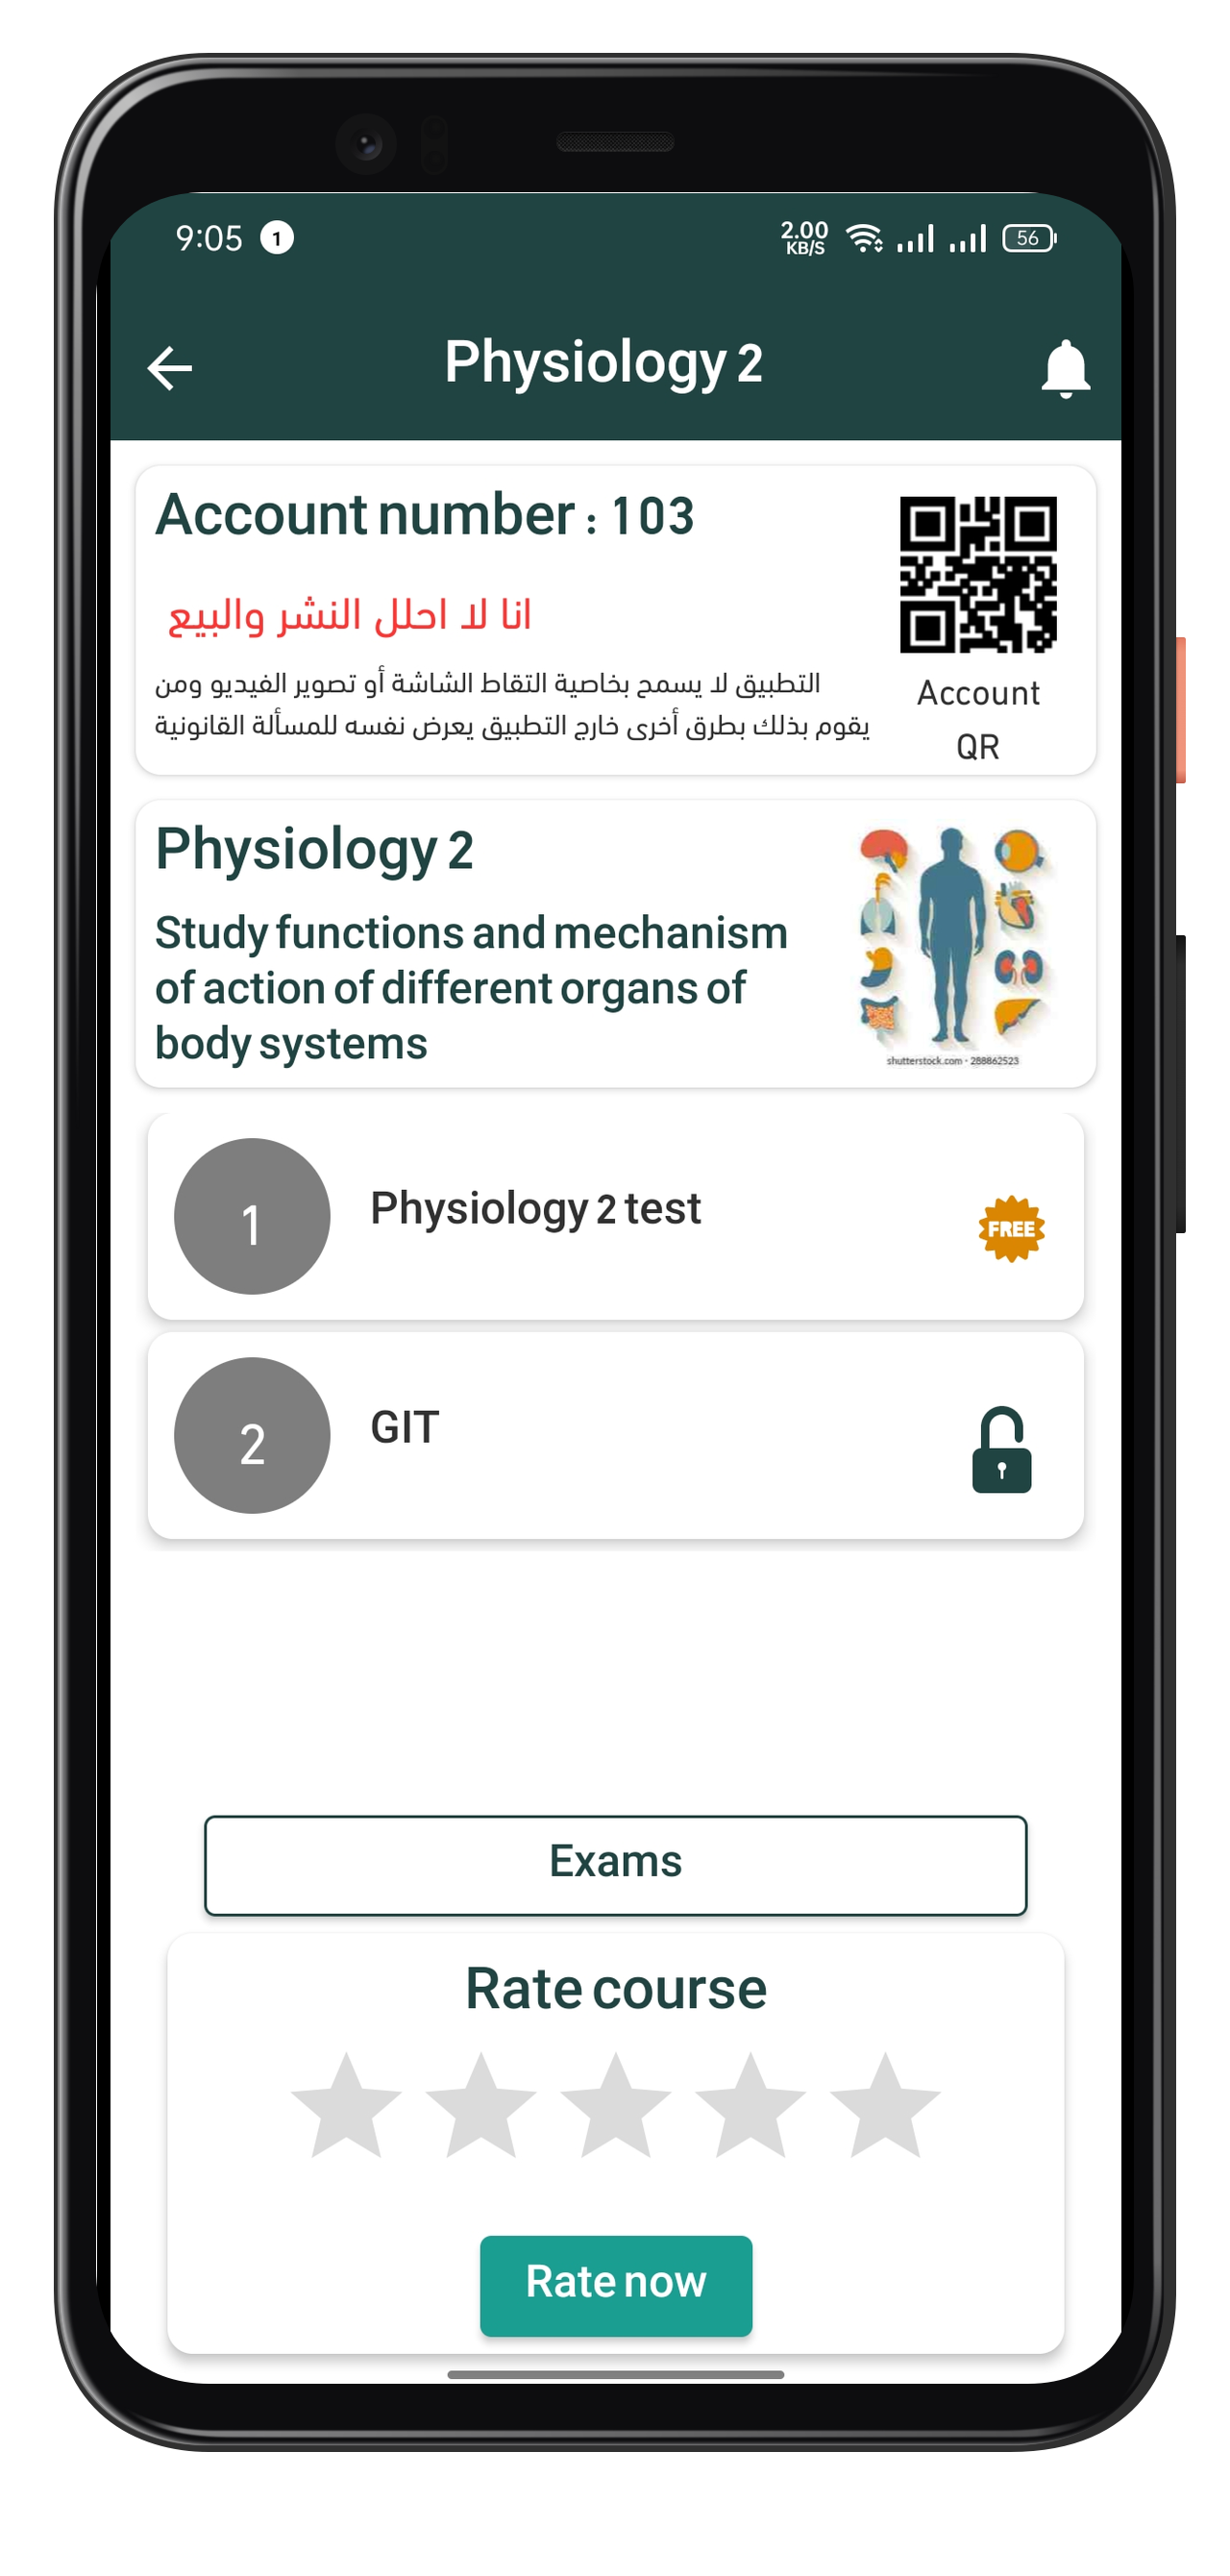 9:05
1
2.00
KB/S
56
Physiology 2
Account number : 103
انا لا احلل النشر والبيع
التطبيق لا يسمح بخاصية التقاط الشاشة أو تصوير الفيديو ومن
يقوم بذلك بطرق أخرى خارج التطبيق يعرض نفسه للمسألة القانونية
Account
QR
Physiology 2
Study functions and mechanism
of action of different organs of
body systems
shutterstock.com · 288862523
1
Physiology 2 test
FREE
2
GIT
Exams
Rate course
Rate now